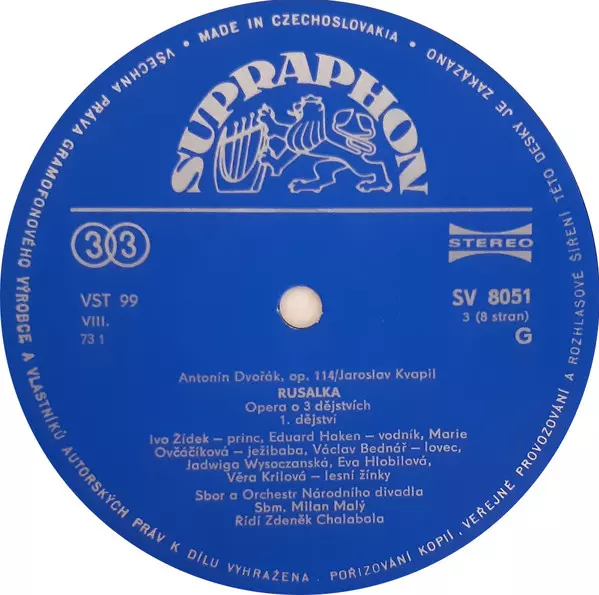 VŠECHNA PRÁVA GRAMOFONOVÉHO VÝROBCE A VLASTNÍKŮ AUTORSKÝCH PRÁV K DÍLU VYHRAŽENA. POŘIZOVÁNÍ KOPIÍ, VEŘEJNÉ PROVOZOVÁNÍ A ROZHLASOVÉ ŠÍŘENÍ TÉTO DESKY JE ZAKÁZÁNO • MADE IN CZECHOSLOVAKIA •
SUPRAPHON
33
STEREO
VST 99
SV 8051
VIII.
3 (8 stran)
73 1
G
Antonín Dvořák, op. 114/Jaroslav Kvapil
RUSALKA
Opera o 3 dějstvích
1. dějství
Ivo Žídek – princ, Eduard Haken – vodník, Marie
Ovčáčíková – ježibaba, Václav Bednář – lovec,
Jadwiga Wysoczanská, Eva Hlobilová,
Věra Krilová – lesní žínky
Sbor a Orchestr Národního divadla
Sbm. Milan Malý
Řídí Zdeněk Chalabala